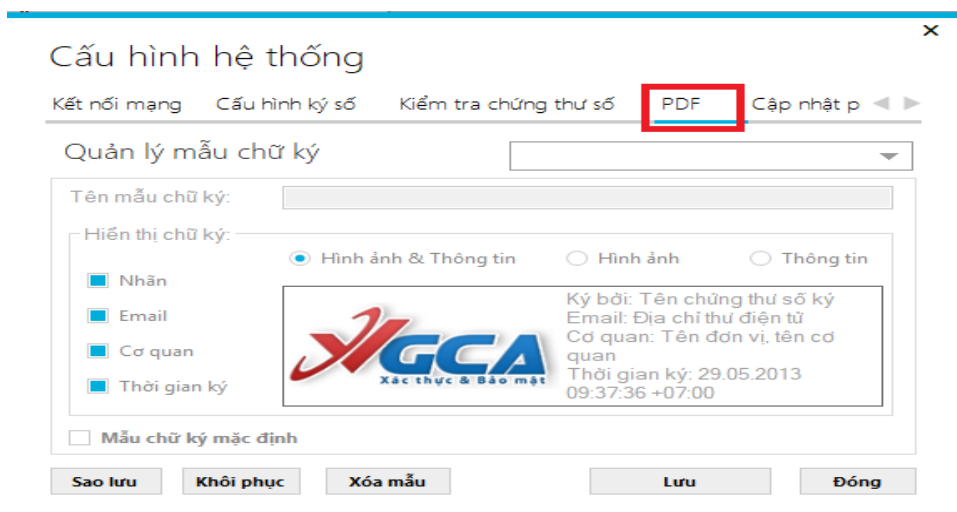 Cấu hình hệ thống
Kết nối mạng Cấu hình ký số Kiểm tra chứng thư số PDF Cập nhật p
Quản lý mẫu chữ ký
Tên mẫu chữ ký:
Hiển thị chữ ký:
Hình ảnh & Thông tin Hình ảnh Thông tin
Nhãn
Email
Cơ quan
Thời gian ký
VGCA
Xác thực & Bảo mật
Ký bởi: Tên chứng thư số ký
Email: Địa chỉ thư điện tử
Cơ quan: Tên đơn vị, tên cơ
quan
Thời gian ký: 29.05.2013
09:37:36 +07:00
Mẫu chữ ký mặc định
Sao lưu Khôi phục Xóa mẫu Lưu Đóng